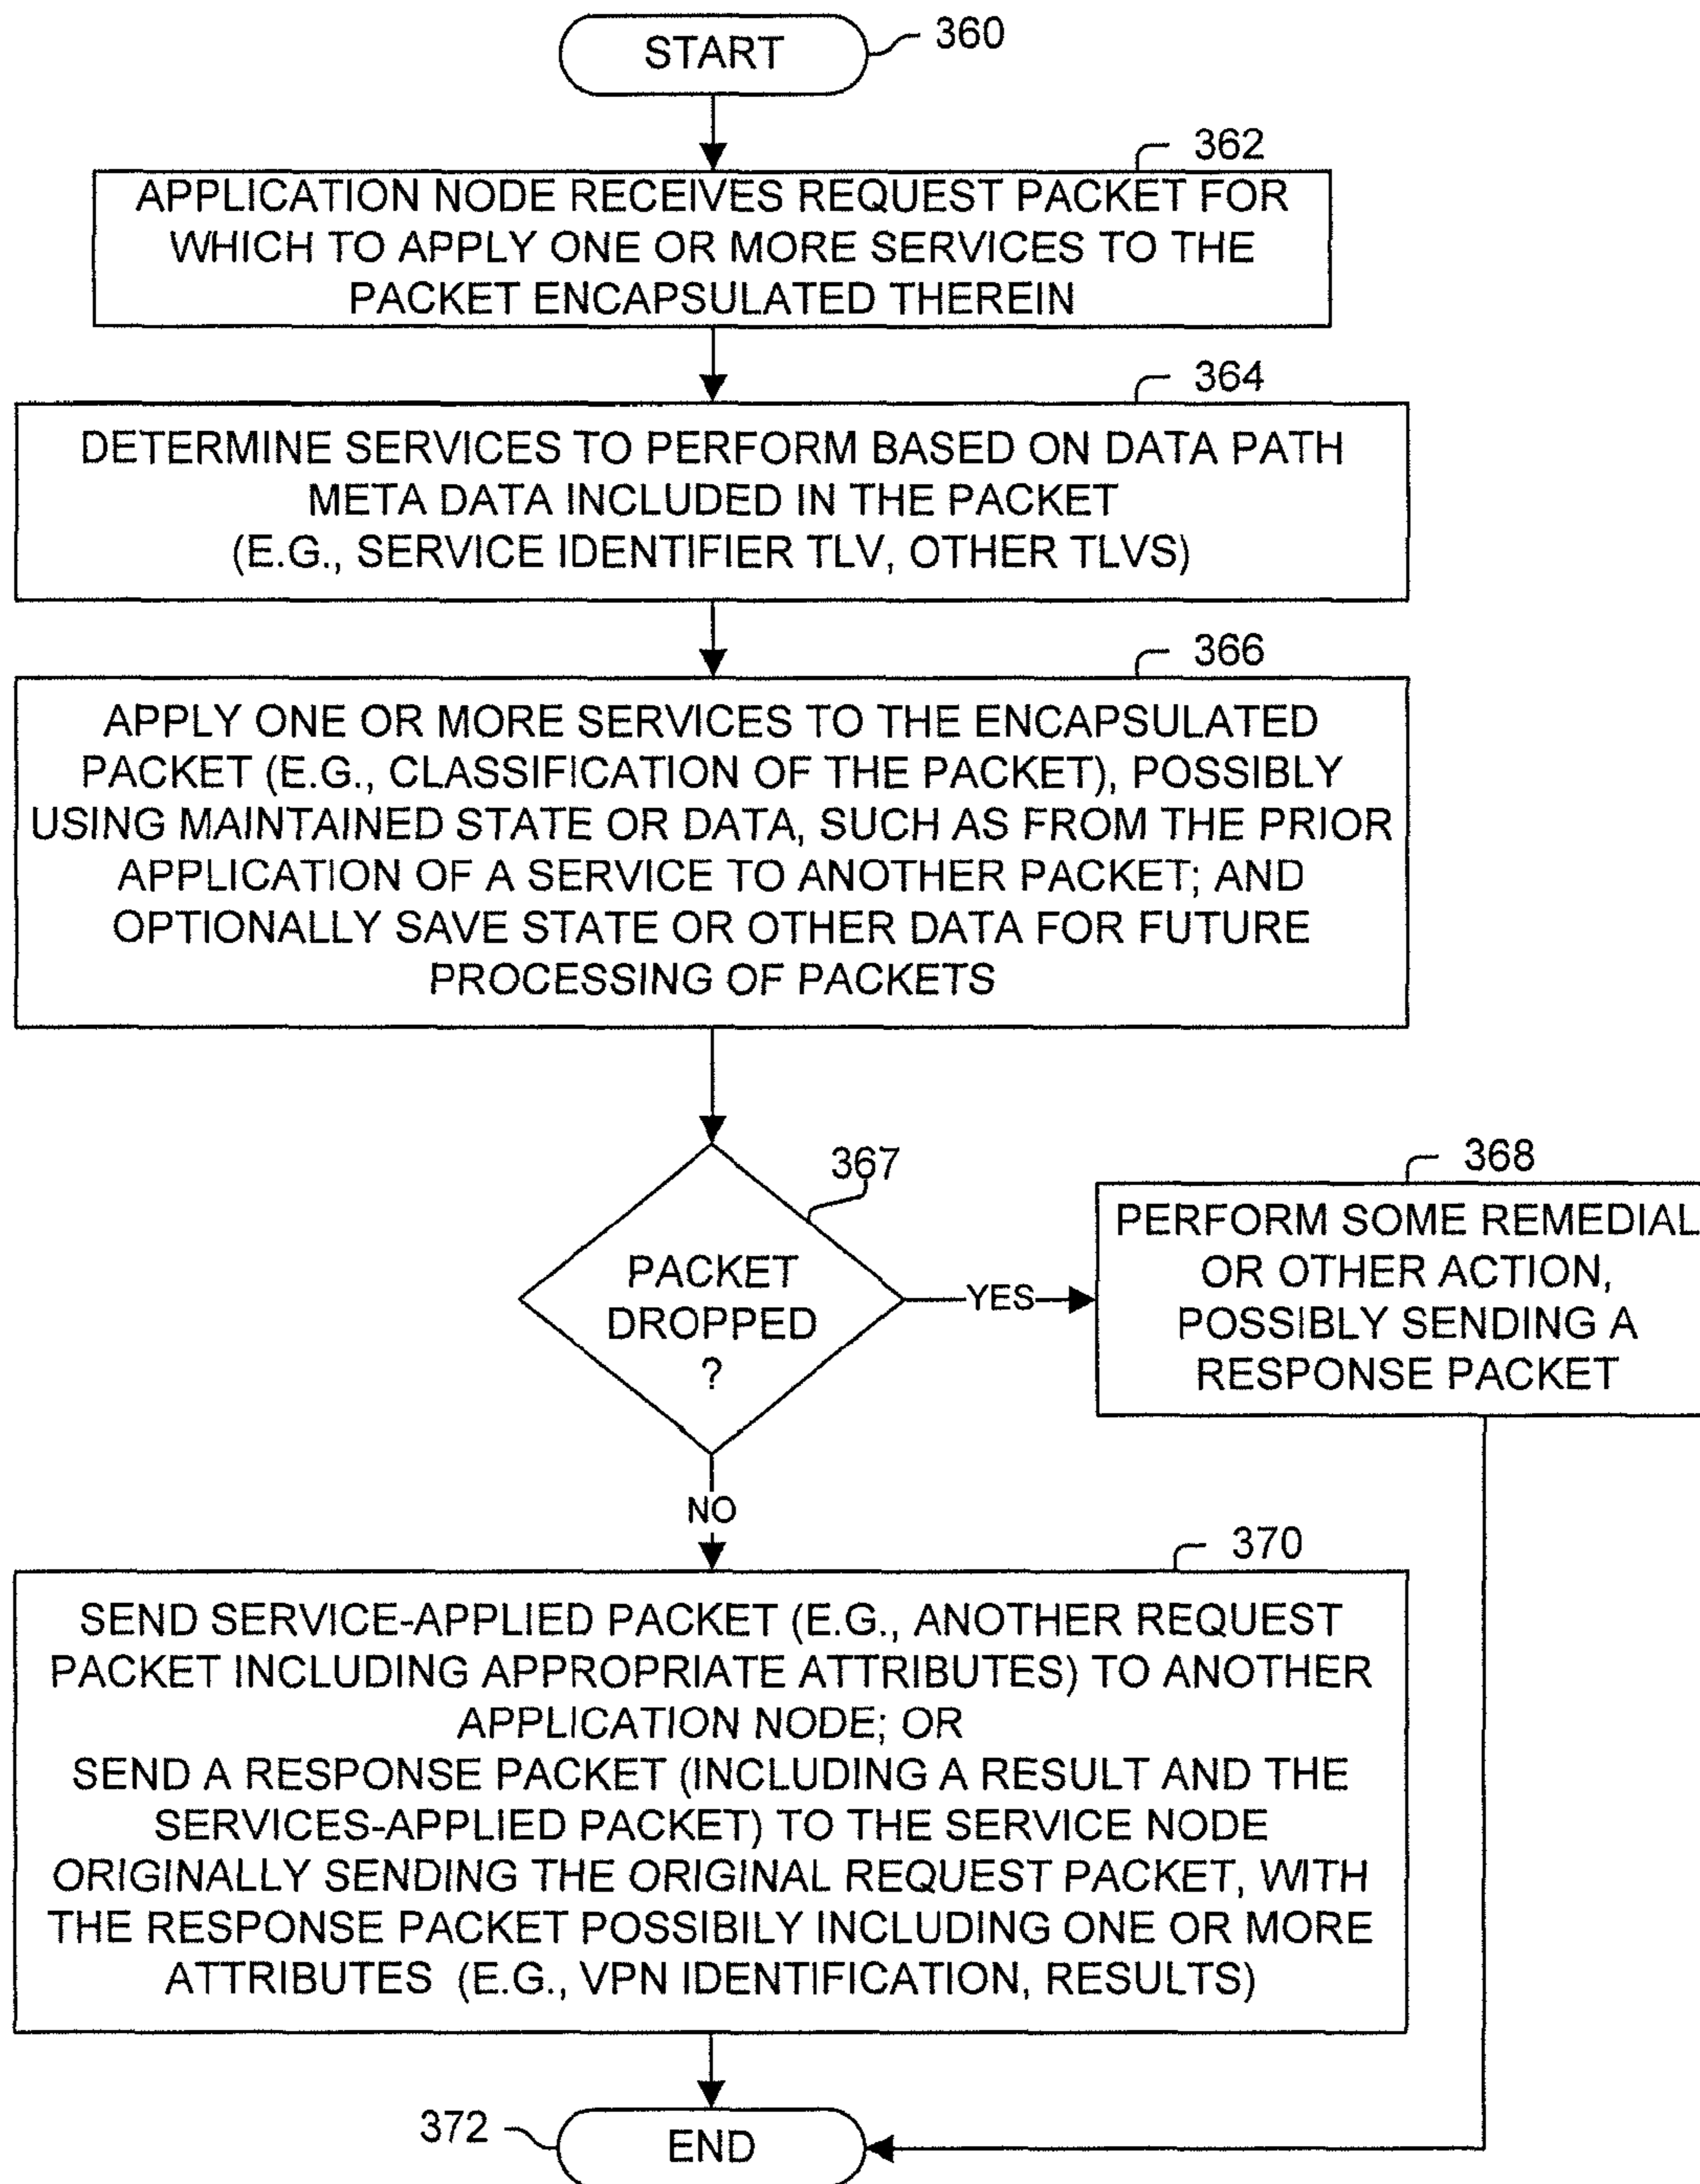 START
360
362
APPLICATION NODE RECEIVES REQUEST PACKET FOR
WHICH TO APPLY ONE OR MORE SERVICES TO THE
PACKET ENCAPSULATED THEREIN
364
DETERMINE SERVICES TO PERFORM BASED ON DATA PATH
META DATA INCLUDED IN THE PACKET
(E.G., SERVICE IDENTIFIER TLV, OTHER TLVS)
366
APPLY ONE OR MORE SERVICES TO THE ENCAPSULATED
PACKET (E.G., CLASSIFICATION OF THE PACKET), POSSIBLY
USING MAINTAINED STATE OR DATA, SUCH AS FROM THE PRIOR
APPLICATION OF A SERVICE TO ANOTHER PACKET; AND
OPTIONALLY SAVE STATE OR OTHER DATA FOR FUTURE
PROCESSING OF PACKETS
367
PACKET
DROPPED
?
YES
368
PERFORM SOME REMEDIAL
OR OTHER ACTION,
POSSIBLY SENDING A
RESPONSE PACKET
NO
370
SEND SERVICE-APPLIED PACKET (E.G., ANOTHER REQUEST
PACKET INCLUDING APPROPRIATE ATTRIBUTES) TO ANOTHER
APPLICATION NODE; OR
SEND A RESPONSE PACKET (INCLUDING A RESULT AND THE
SERVICES-APPLIED PACKET) TO THE SERVICE NODE
ORIGINALLY SENDING THE ORIGINAL REQUEST PACKET, WITH
THE RESPONSE PACKET POSSIBILY INCLUDING ONE OR MORE
ATTRIBUTES (E.G., VPN IDENTIFICATION, RESULTS)
372
END